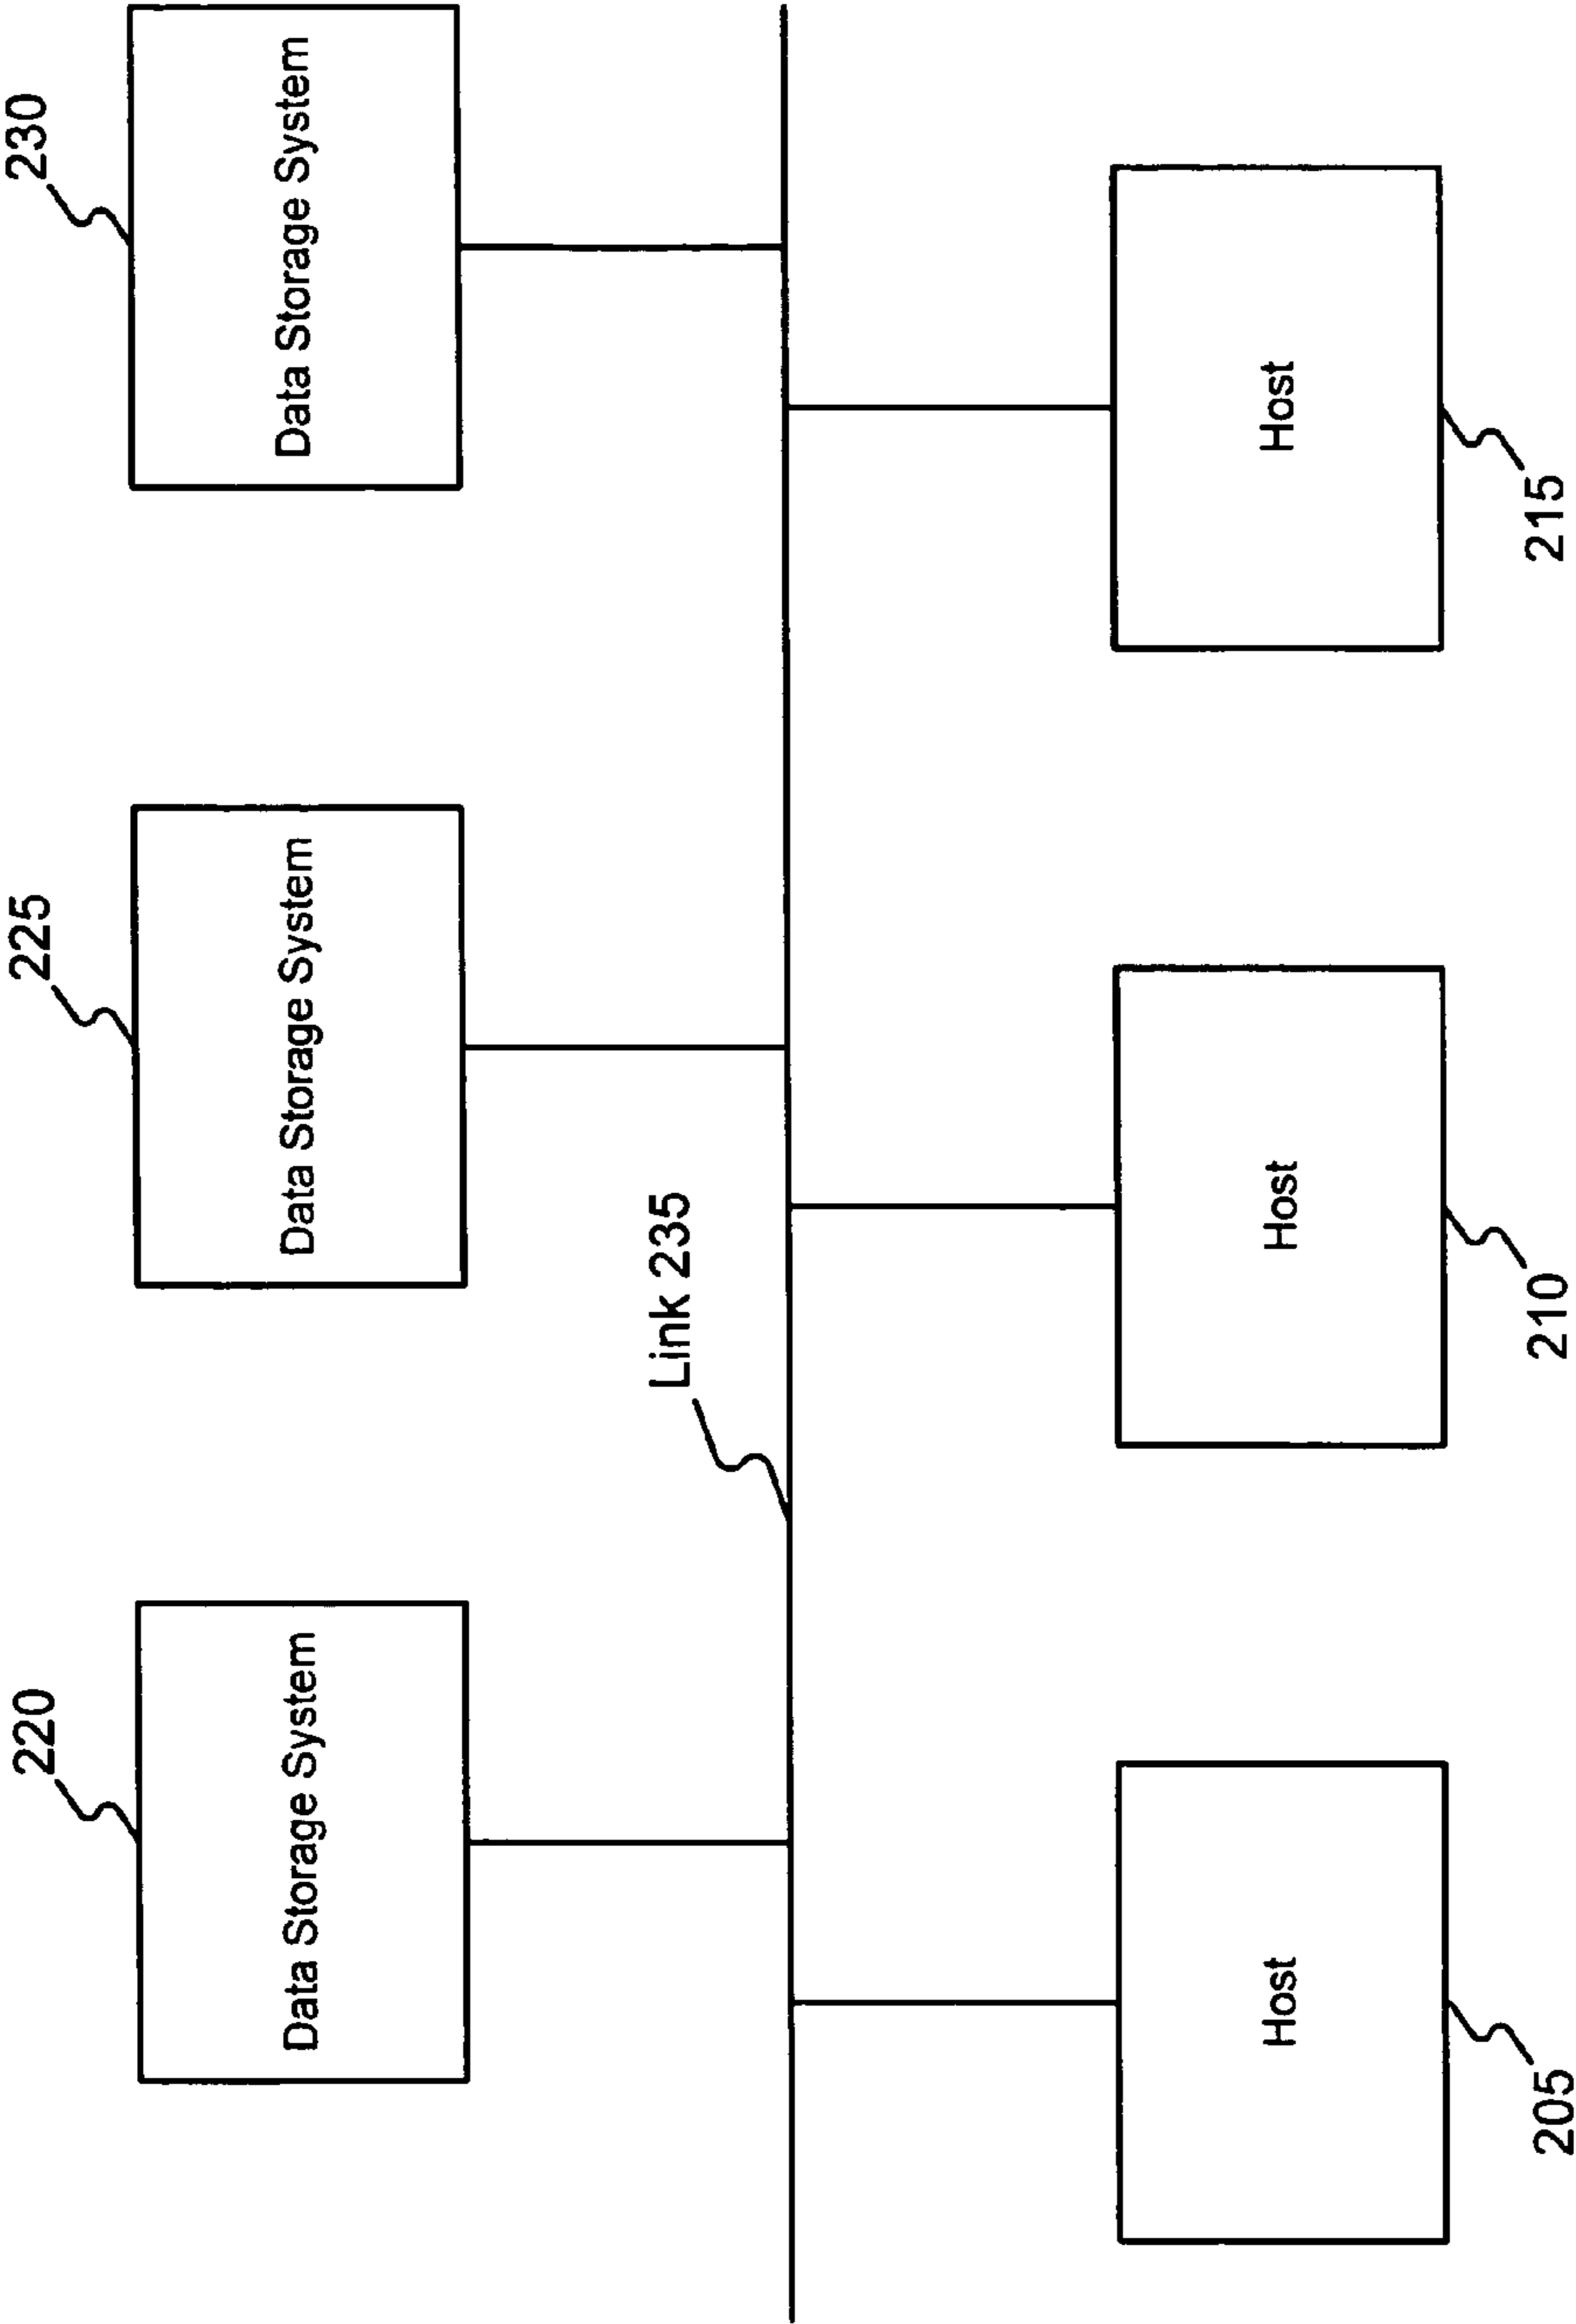 220
225
230
Data Storage System
Data Storage System
Data Storage System
Link 235
Host
Host
Host
205
210
215